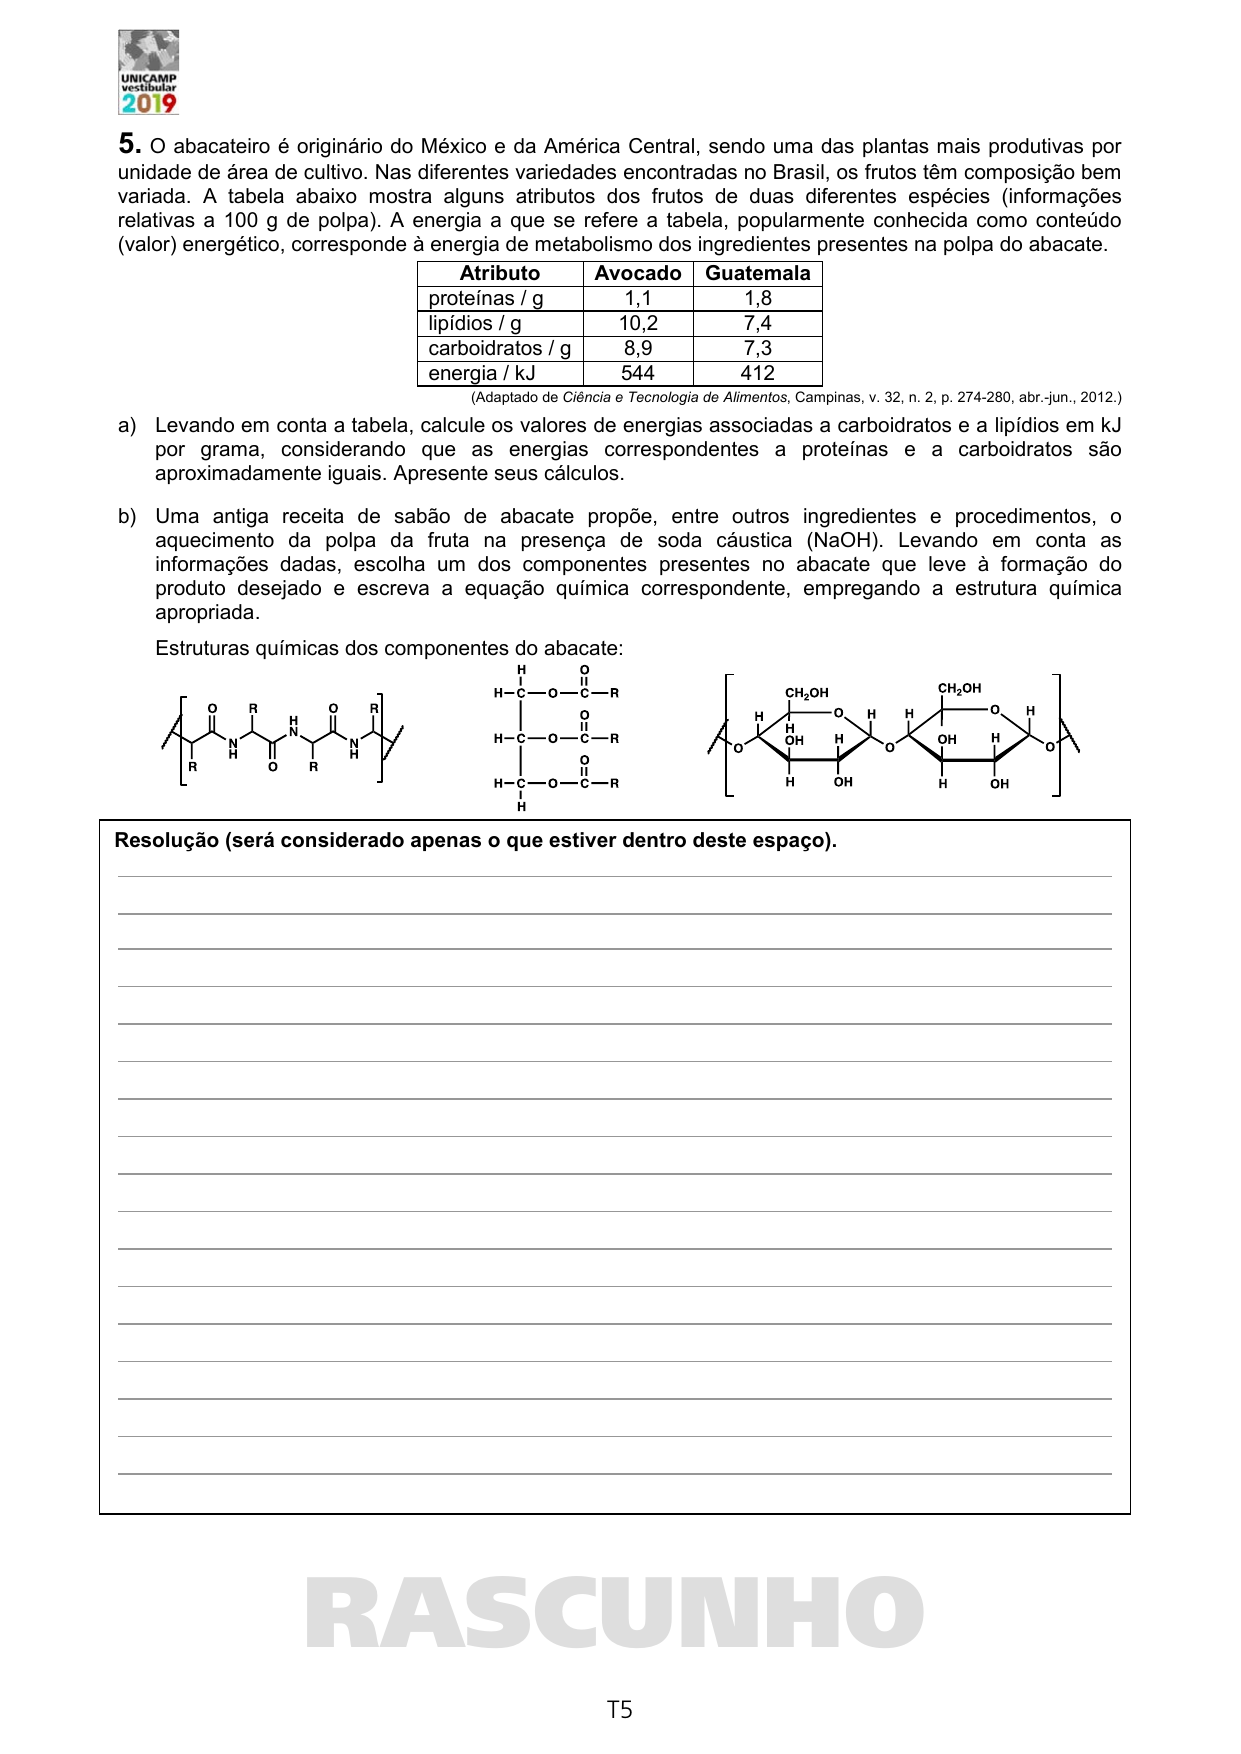 UNICAMP
vestibular
2019
5. O abacateiro é originário do México e da América Central, sendo uma das plantas mais produtivas por
unidade de área de cultivo. Nas diferentes variedades encontradas no Brasil, os frutos têm composição bem
variada. A tabela abaixo mostra alguns atributos dos frutos de duas diferentes espécies (informações
relativas a 100 g de polpa). A energia a que se refere a tabela, popularmente conhecida como conteúdo
(valor) energético, corresponde à energia de metabolismo dos ingredientes presentes na polpa do abacate.
Atributo Avocado Guatemala
proteínas / g 1,1 1,8
lipídios / g 10,2 7,4
carboidratos / g 8,9 7,3
energia / kJ 544 412
(Adaptado de Ciência e Tecnologia de Alimentos, Campinas, v. 32, n. 2, p. 274-280, abr.-jun., 2012.)
a) Levando em conta a tabela, calcule os valores de energias associadas a carboidratos e a lipídios em kJ
por grama, considerando que as energias correspondentes a proteínas e a carboidratos são
aproximadamente iguais. Apresente seus cálculos.
b) Uma antiga receita de sabão de abacate propõe, entre outros ingredientes e procedimentos, o
aquecimento da polpa da fruta na presença de soda cáustica (NaOH). Levando em conta as
informações dadas, escolha um dos componentes presentes no abacate que leve à formação do
produto desejado e escreva a equação química correspondente, empregando a estrutura química
apropriada.
Estruturas químicas dos componentes do abacate:
O R H N O R
R N H O R N H
H
O
H C O C R
O
H C O C R
O
H C O C R
H
CH2OH CH2OH
H O H H O H
H
O OH H O OH H O
H OH H OH
Resolução (será considerado apenas o que estiver dentro deste espaço).
RASCUNHO
T5